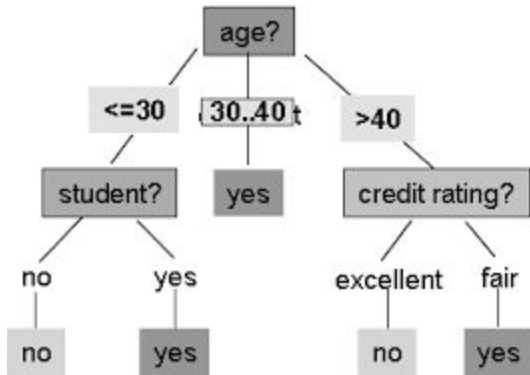 age?
<=30 30..40 t >40
student? yes credit rating?
no yes excellent fair
no yes no yes